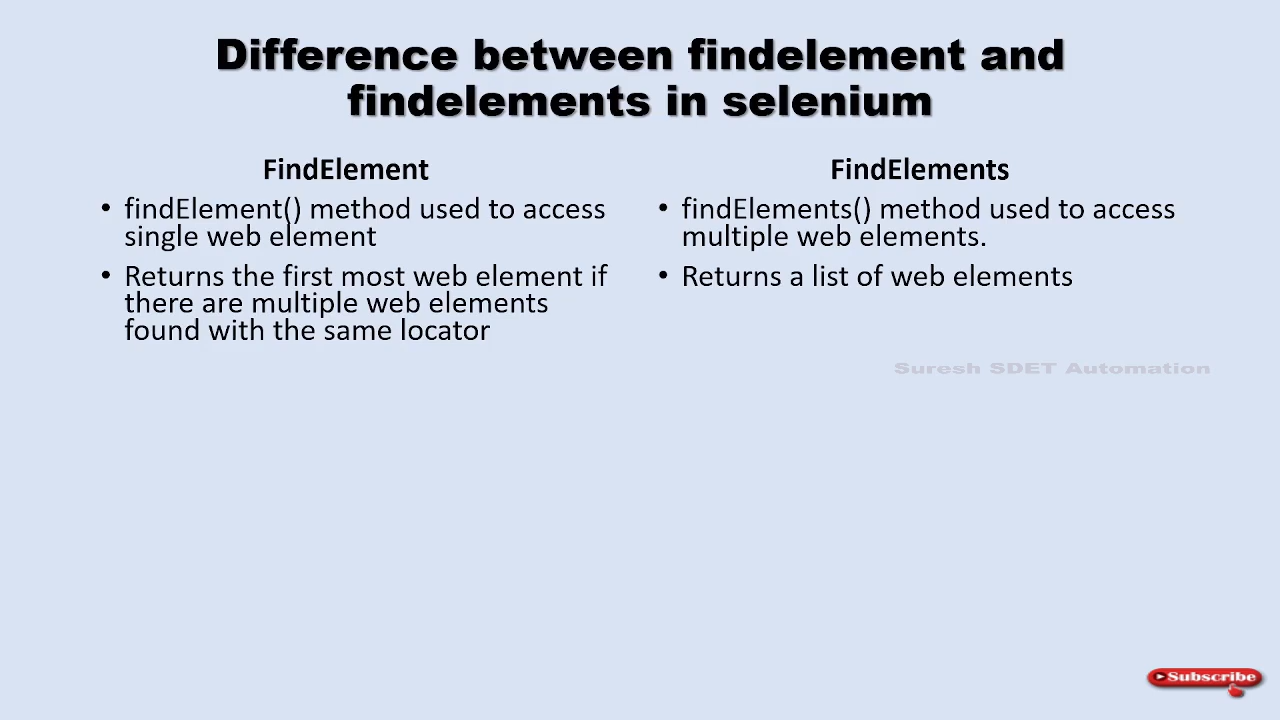 Difference between findelement and
findelements in selenium
FindElement
• findElement() method used to access
single web element
• Returns the first most web element if
there are multiple web elements
found with the same locator
FindElements
• findElements() method used to access
multiple web elements.
• Returns a list of web elements
Suresh SDET Automation
Subscribe